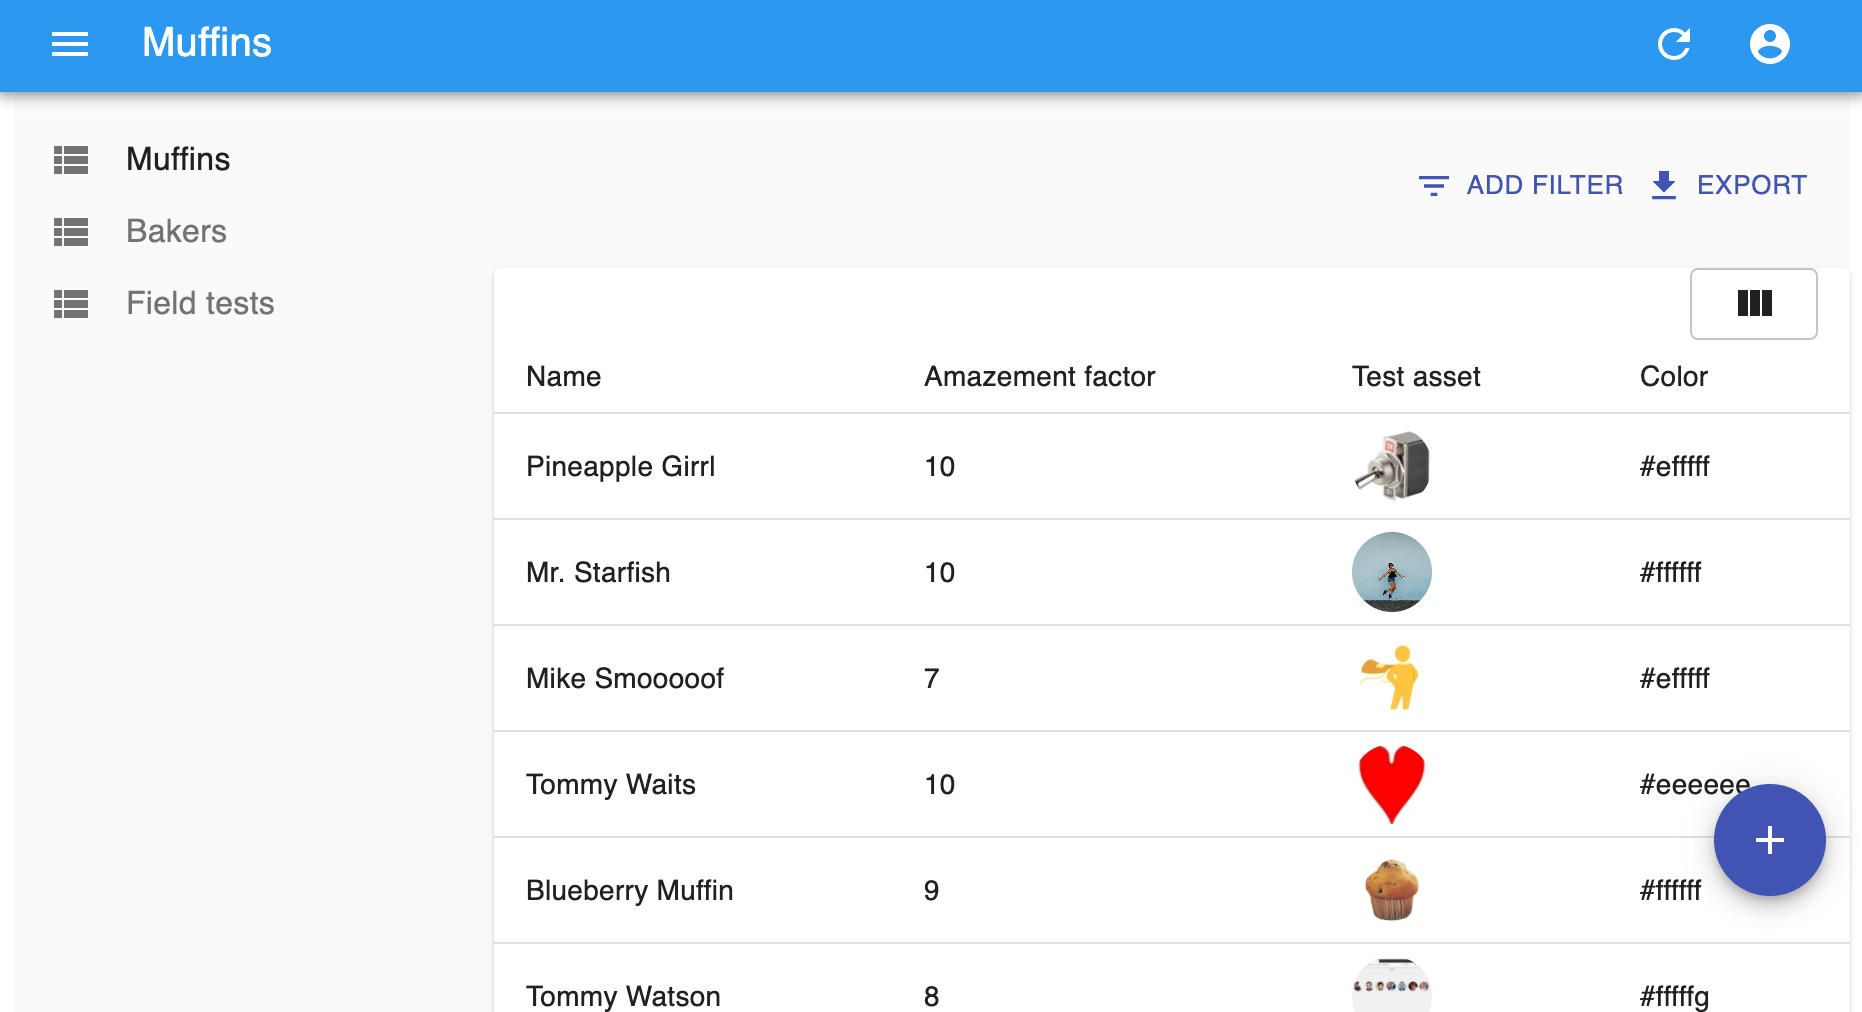 Muffins
Muffins
Bakers
Field tests
ADD FILTER EXPORT
Name Amazement factor Test asset Color
Pineapple Girrl 10 #efffff
Mr. Starfish 10 #ffffff
Mike Smooooof 7 #efffff
Tommy Waits 10 #eeeeee
Blueberry Muffin 9 #ffffff
Tommy Watson 8 #fffffg